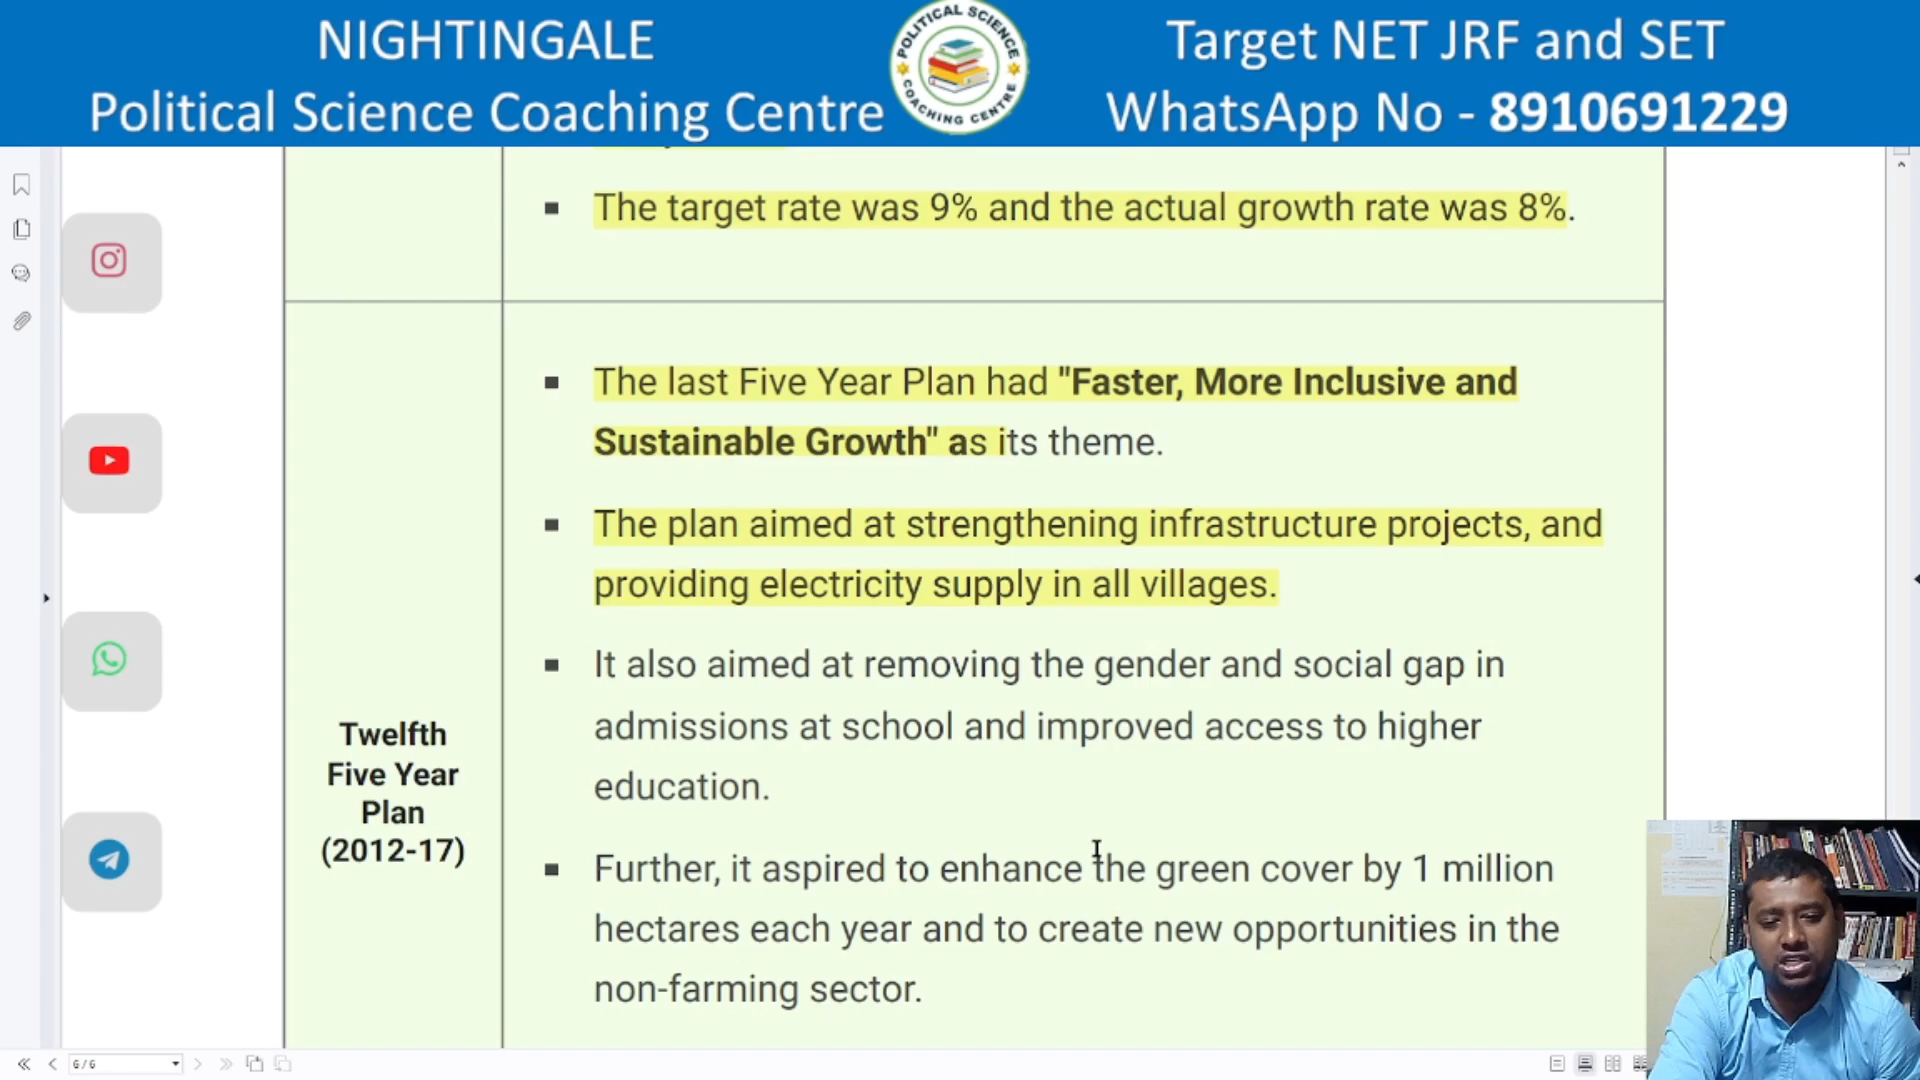 NIGHTINGALE
Political Science Coaching Centre
POLITICAL SCIENCE
COACHING CENTRE
Target NET JRF and SET
WhatsApp No - 8910691229
▪ The target rate was 9% and the actual growth rate was 8%.
▪ The last Five Year Plan had "Faster, More Inclusive and
Sustainable Growth" as its theme.
▪ The plan aimed at strengthening infrastructure projects, and
providing electricity supply in all villages.
▪ It also aimed at removing the gender and social gap in
admissions at school and improved access to higher
education.
Twelfth
Five Year
Plan
(2012-17)
▪ Further, it aspired to enhance the green cover by 1 million
hectares each year and to create new opportunities in the
non-farming sector.
6/6